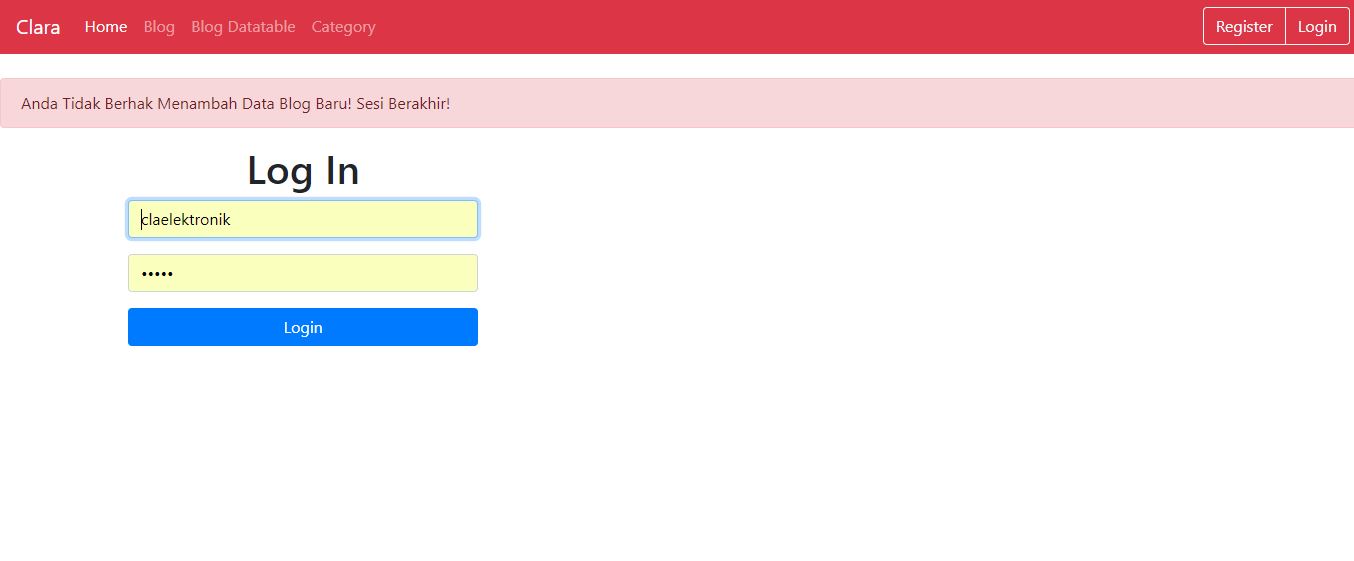 Clara Home Blog Blog Datatable Category Register Login
Anda Tidak Berhak Menambah Data Blog Baru! Sesi Berakhir!
Log In
claelektronik
•••••
Login